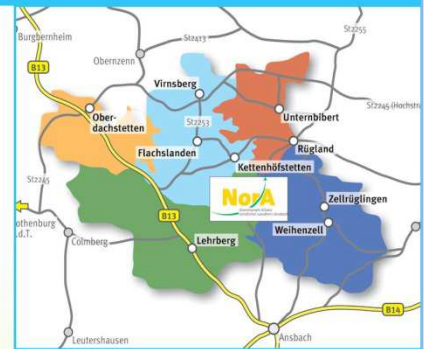 Burgbernheim
St2413
St2255
Obernzenn
B13
Virnsberg
Ober-
dachstetten
St2253
Unternbibert
St2245 (Hochstr
Flachslanden
Rügland
Kettenhöfstetten
St2245
NorA
Zellrüglingen
Weihenzell
othenburg
.d.T.
Colmberg
B13
Lehrberg
B14
Leutershausen
Ansbach